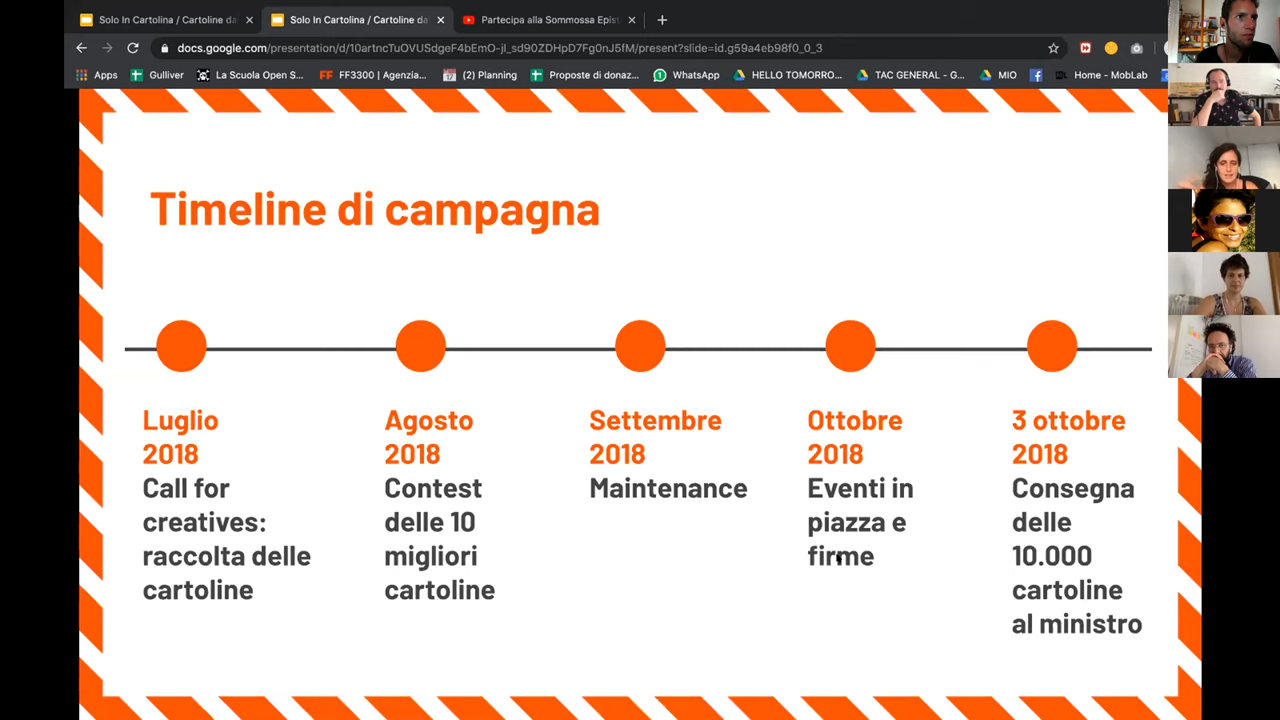 Solo In Cartolina / Cartoline da
Solo In Cartolina / Cartoline da
Partecipa alla Sommossa Epist
docs.google.com/presentation/d/10artncTuOVUSdgeF4bEmO-jI_sd90ZDHpD7Fg0nJ5fM/present?slide=id.g59a4eb98f0_0_3
Apps
Gulliver
La Scuola Open S...
FF3300 | Agenzia...
(2) Planning
Proposte di donaz...
WhatsApp
HELLO TOMORRO...
TAC GENERAL - G...
MIO
Home - MobLab
Timeline di campagna
Luglio
2018
Call for
creatives:
raccolta delle
cartoline
Agosto
2018
Contest
delle 10
migliori
cartoline
Settembre
2018
Maintenance
Ottobre
2018
Eventi in
piazza e
firme
3 ottobre
2018
Consegna
delle
10.000
cartoline
al ministro